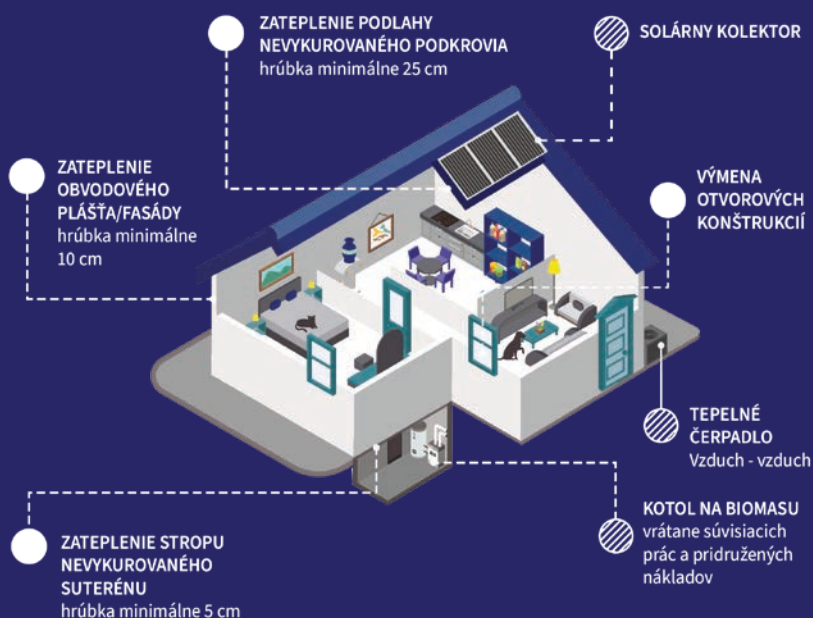 ZATEPLENIE PODLAHY
NEVYKUROVANÉHO PODKROVIA
hrúbka minimálne 25 cm
SOLÁRNY KOLEKTOR
ZATEPLENIE
OBVODOVÉHO
PLÁŠŤA/FASÁDY
hrúbka minimálne
10 cm
VÝMENA
OTVOROVÝCH
KONŠTRUKCIÍ
TEPELNÉ
ČERPADLO
Vzduch - vzduch
KOTOL NA BIOMASU
vrátane súvisiacich
prác a pridružených
nákladov
ZATEPLENIE STROPU
NEVYKUROVANÉHO
SUTERÉNU
hrúbka minimálne 5 cm